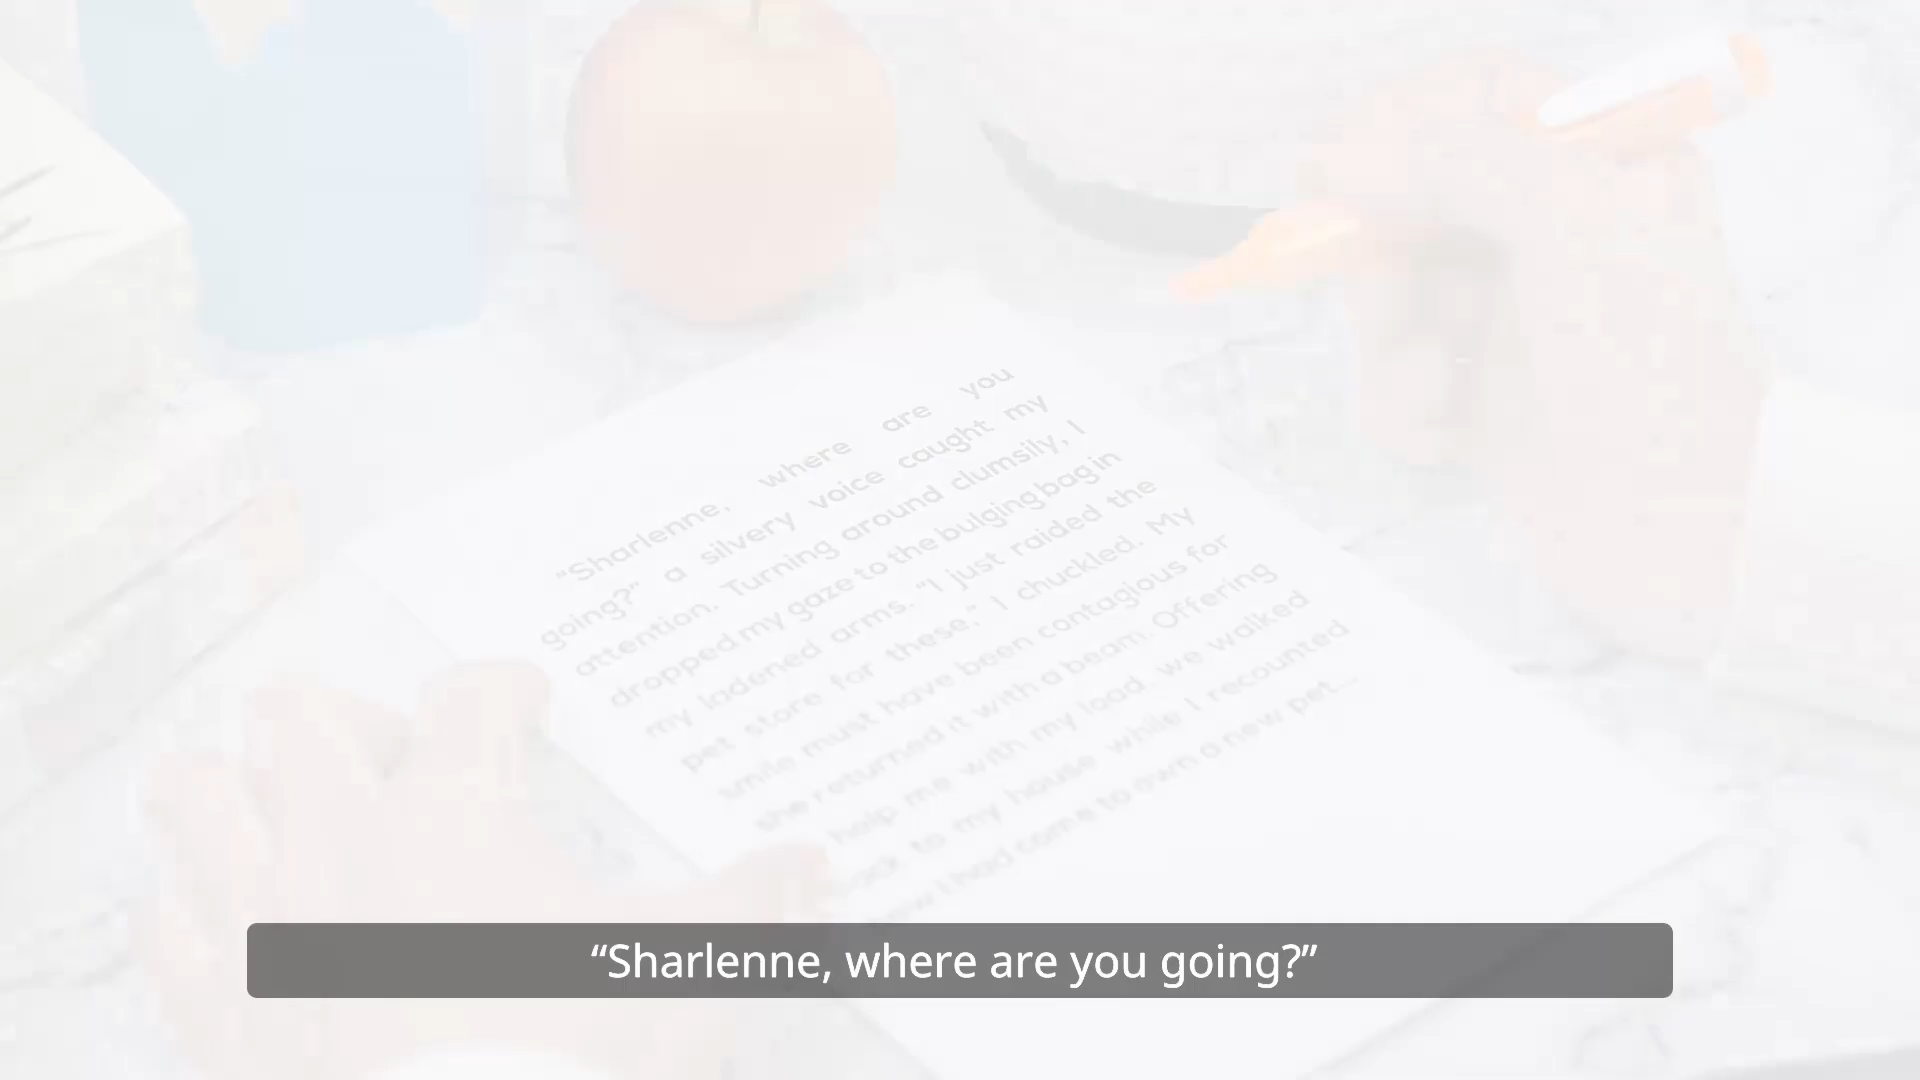 “Sharlenne, where are you
going?” a silvery voice caught my
attention. Turning around clumsily, I
dropped my gaze to the bulging bag in
my ladened arms. “I just raided the
pet store for these,” I chuckled. My
smile must have been contagious for
she returned it with a beam. Offering
help me with my load, we walked
back to my house while I recounted
how I had come to own a new pet...
“Sharlenne, where are you going?”